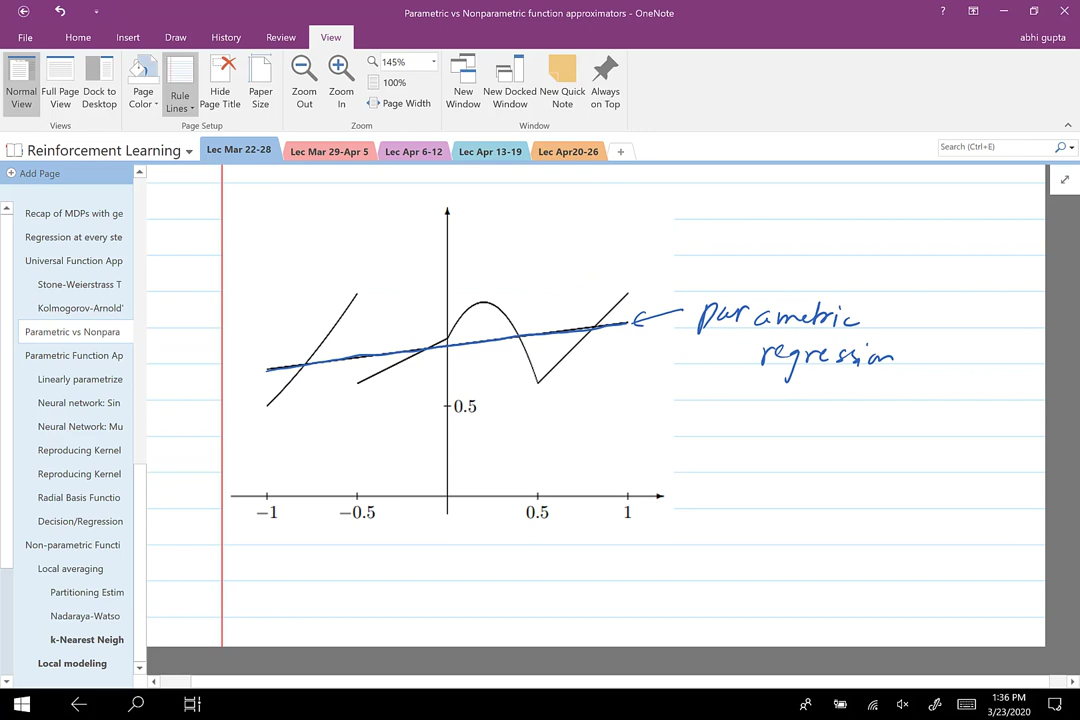 Parametric vs Nonparametric function approximators - OneNote
?
File
Home
Insert
Draw
History
Review
View
abhi gupta
Normal View
Full Page View
Dock to Desktop
Page Color
Rule Lines
Hide Page Title
Paper Size
Zoom Out
Zoom In
145%
100%
Page Width
New Window
New Docked Window
New Quick Note
Always on Top
Views
Page Setup
Zoom
Window
Reinforcement Learning
Lec Mar 22-28
Lec Mar 29-Apr 5
Lec Apr 6-12
Lec Apr 13-19
Lec Apr20-26
+
Search (Ctrl+E)
Add Page
Recap of MDPs with ge
Regression at every ste
Universal Function App
Stone-Weierstrass T
Kolmogorov-Arnold'
Parametric vs Nonpara
Parametric Function Ap
Linearly parametrize
Neural network: Sin
Neural Network: Mu
Reproducing Kernel
Reproducing Kernel
Radial Basis Functio
Decision/Regression
Non-parametric Functi
Local averaging
Partitioning Estim
Nadaraya-Watso
k-Nearest Neigh
Local modeling
parametric
regression
0.5
−1
−0.5
0.5
1
1:36 PM
3/23/2020